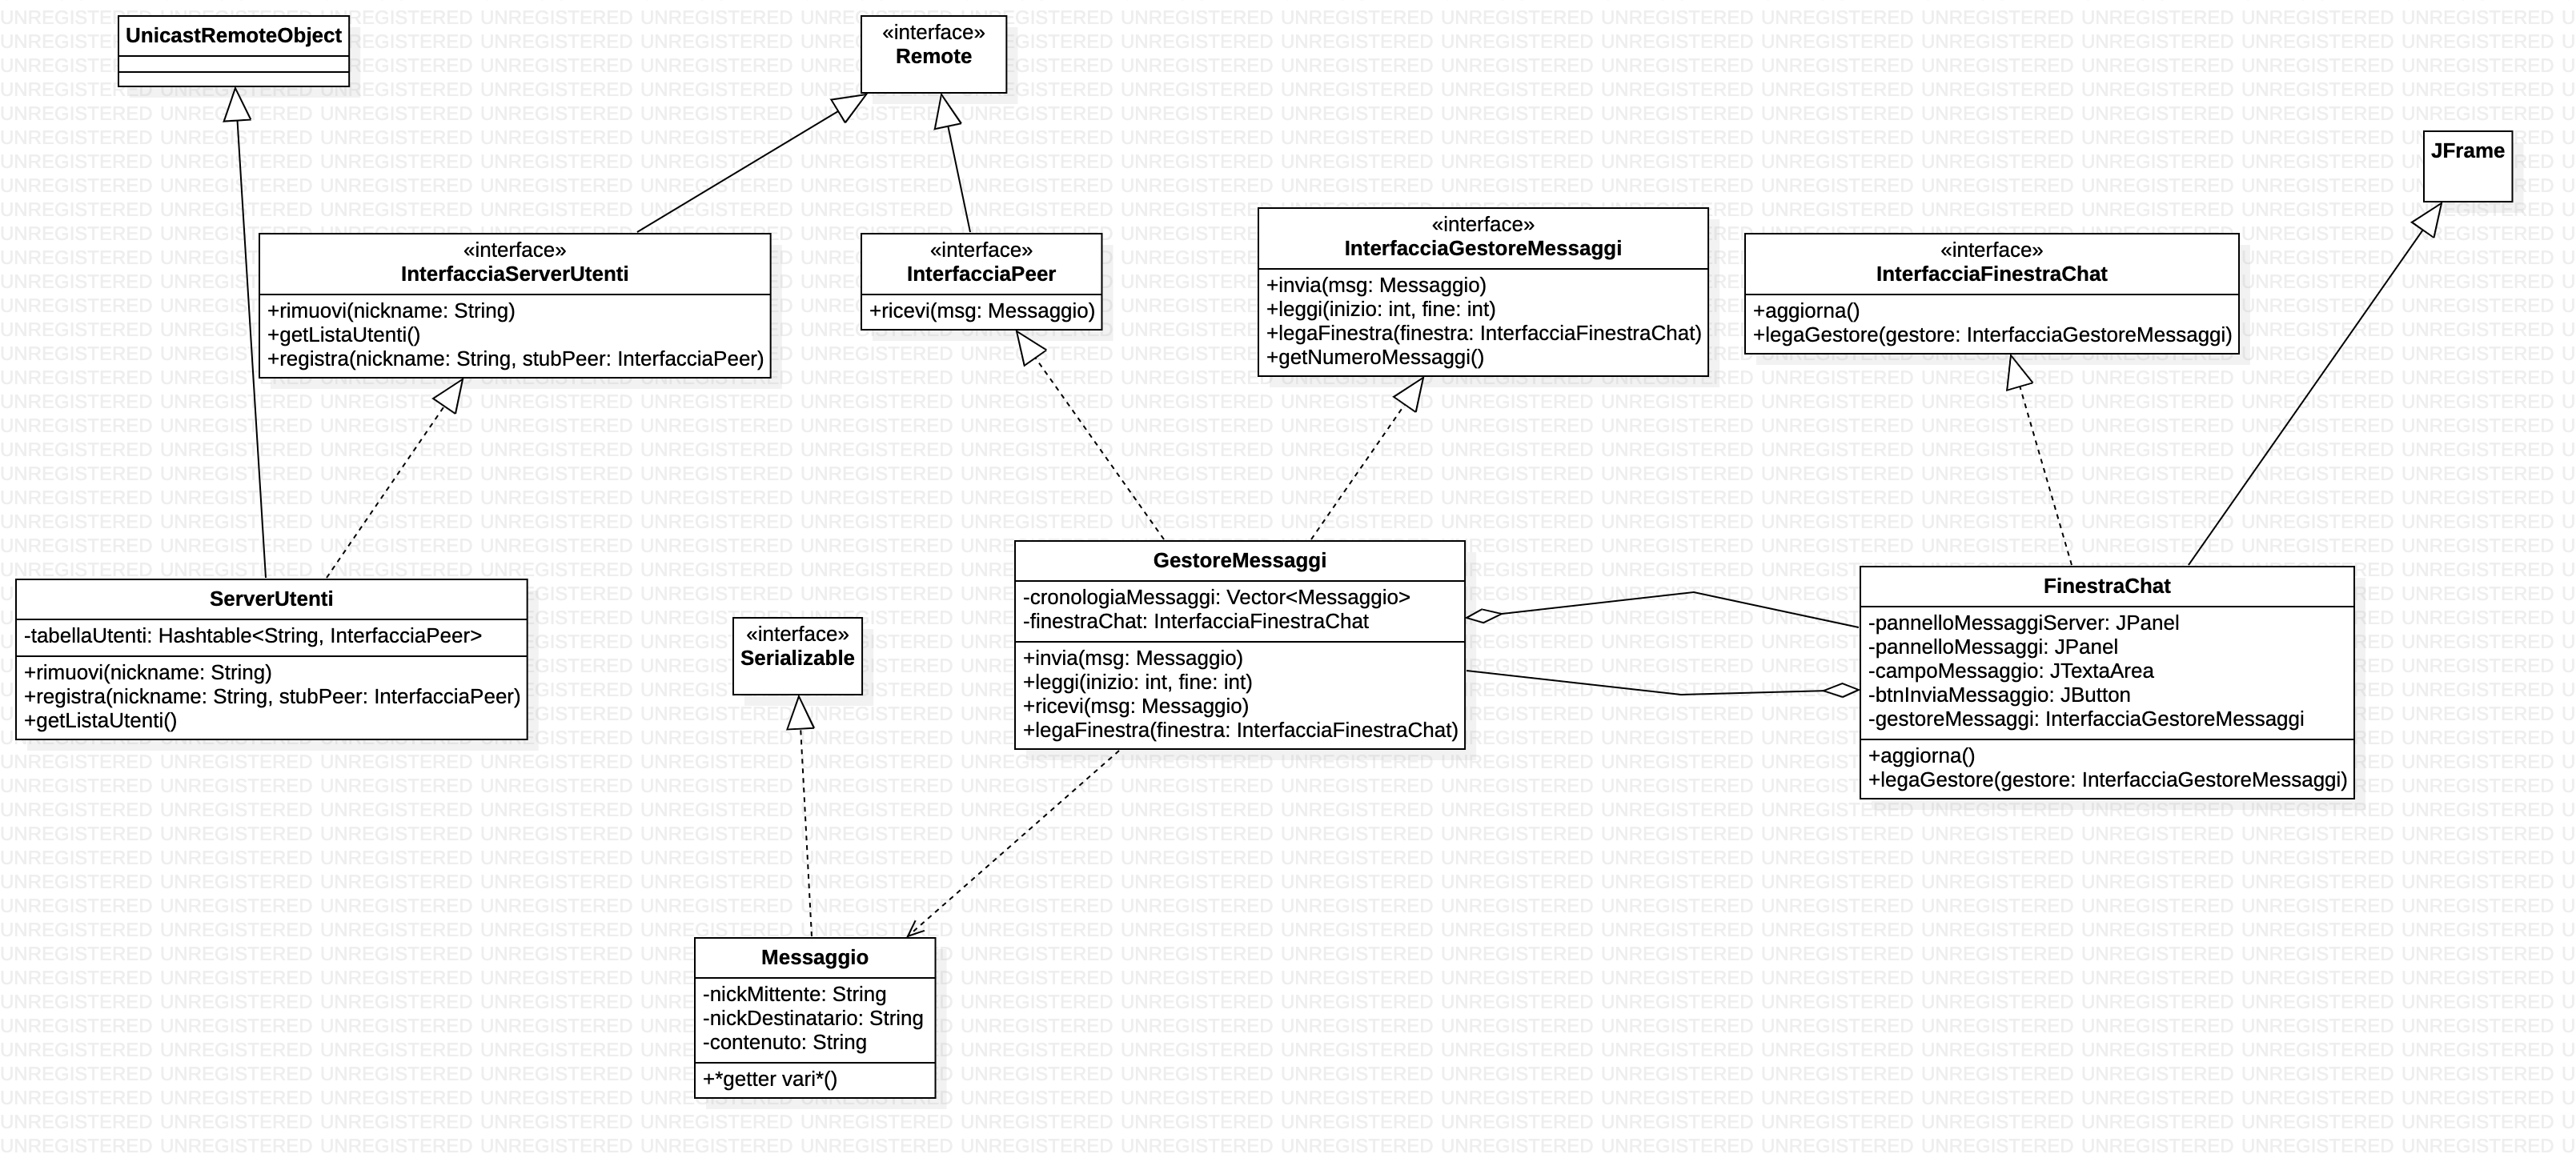 UnicastRemoteObject
«interface»
Remote
JFrame
«interface»
InterfacciaServerUtenti
+rimuovi(nickname: String)
+getListaUtenti()
+registra(nickname: String, stubPeer: InterfacciaPeer)
«interface»
InterfacciaPeer
+ricevi(msg: Messaggio)
«interface»
InterfacciaGestoreMessaggi
+invia(msg: Messaggio)
+leggi(inizio: int, fine: int)
+legaFinestra(finestra: InterfacciaFinestraChat)
+getNumeroMessaggi()
«interface»
InterfacciaFinestraChat
+aggiorna()
+legaGestore(gestore: InterfacciaGestoreMessaggi)
ServerUtenti
-tabellaUtenti: Hashtable<String, InterfacciaPeer>
+rimuovi(nickname: String)
+registra(nickname: String, stubPeer: InterfacciaPeer)
+getListaUtenti()
«interface»
Serializable
GestoreMessaggi
-cronologiaMessaggi: Vector<Messaggio>
-finestraChat: InterfacciaFinestraChat
+invia(msg: Messaggio)
+leggi(inizio: int, fine: int)
+ricevi(msg: Messaggio)
+legaFinestra(finestra: InterfacciaFinestraChat)
FinestraChat
-pannelloMessaggiServer: JPanel
-pannelloMessaggi: JPanel
-campoMessaggio: JTextaArea
-btnInviaMessaggio: JButton
-gestoreMessaggi: InterfacciaGestoreMessaggi
+aggiorna()
+legaGestore(gestore: InterfacciaGestoreMessaggi)
Messaggio
-nickMittente: String
-nickDestinatario: String
-contenuto: String
+*getter vari*()
UNREGISTERED